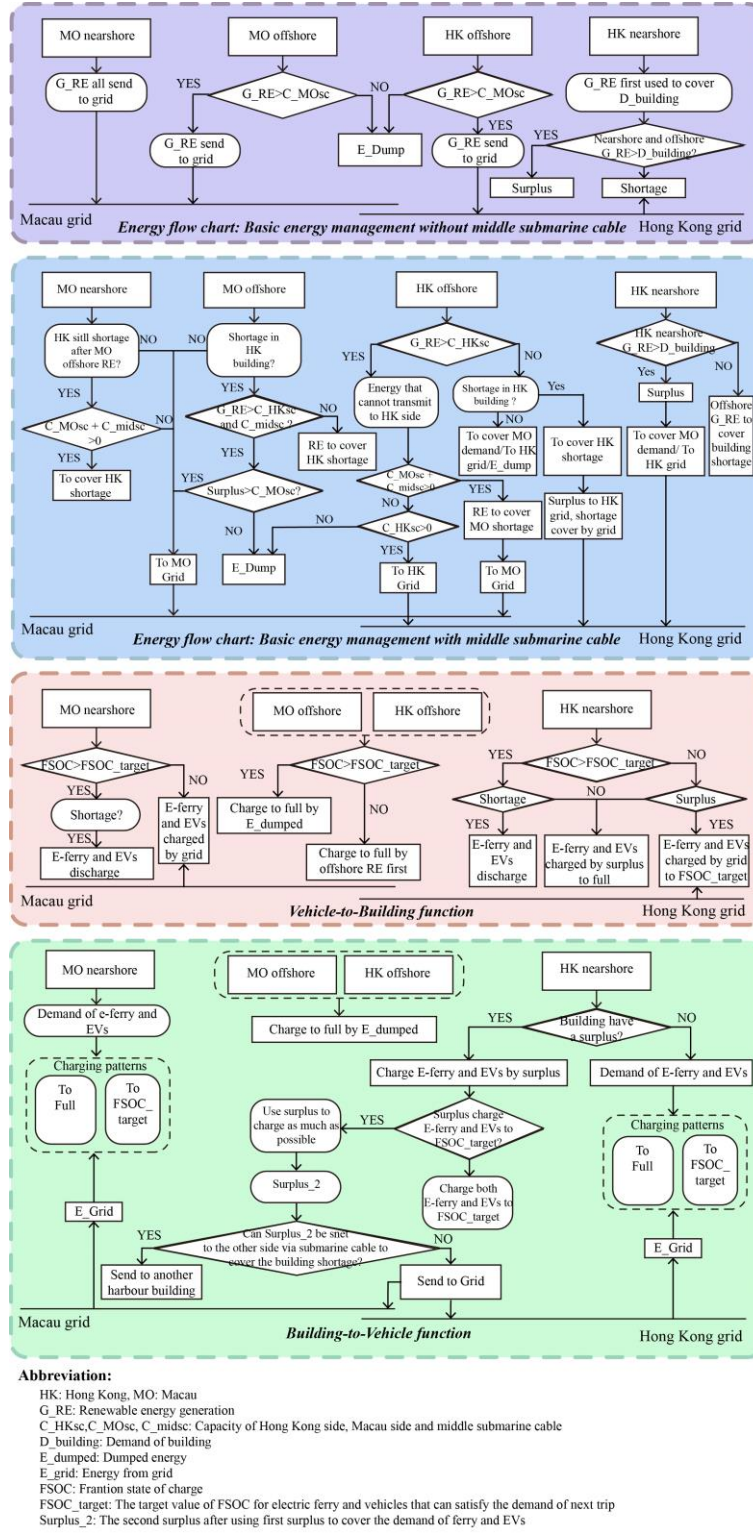 MO nearshore
MO offshore
HK offshore
HK nearshore
G_RE all send
to grid
YES
G_RE>C_MOsc
NO
G_RE>C_MOsc
G_RE first used to cover
D_building
G_RE send
to grid
E_Dump
YES
G_RE send
to grid
YES
Nearshore and offshore
G_RE>D_building?
Surplus
Shortage
Macau grid
Energy flow chart: Basic energy management without middle submarine cable
Hong Kong grid
MO nearshore
MO offshore
HK offshore
HK nearshore
HK sitll shortage
after MO
offshore RE?
NO
NO
Shortage in
HK
building?
G_RE>C_HKsc
HK nearshore
G_RE>D_building
YES
YES
YES
NO
Yes
NO
C_MOsc + C_midsc
>0
NO
G_RE>C_HKsc
and C_midsc ?
NO
Energy that
cannot transmit
to HK side
Shortage in HK
building ?
Yes
Surplus
Offshore
G_RE to
cover
building
shortage
YES
To cover HK
shortage
YES
RE to cover
HK shortage
NO
To cover MO
demand/To HK
grid/E_dump
To cover HK
shortage
To cover MO
demand/ To
HK grid
YES
Surplus>C_MOsc?
C_MOsc +
C_midsc≥0
YES
RE to cover
MO shortage
Surplus to HK
grid, shortage
cover by grid
NO
NO
NO
C_HKsc>0
YES
To MO
Grid
E_Dump
To HK
Grid
To MO
Grid
Macau grid
Energy flow chart: Basic energy management with middle submarine cable
Hong Kong grid
MO nearshore
MO offshore
HK offshore
HK nearshore
FSOC>FSOC_target
YES
NO
Shortage?
YES
E-ferry and EVs
discharge
E-ferry
and EVs
charged
by grid
YES
FSOC>FSOC_target
Charge to full by
E_dumped
NO
Charge to full by
offshore RE first
YES
FSOC>FSOC_target
NO
Shortage
NO
Surplus
YES
YES
E-ferry and
EVs
discharge
E-ferry and EVs
charged by surplus
to full
E-ferry and EVs
charged by grid
to FSOC_target
Macau grid
Vehicle-to-Building function
Hong Kong grid
MO nearshore
MO offshore
HK offshore
HK nearshore
Demand of e-ferry and
EVs
Charge to full by E_dumped
YES
Building have
a surplus?
NO
Charging patterns
To
Full
To
FSOC_
target
Charge E-ferry and EVs by surplus
Demand of E-ferry and EVs
Use surplus to
charge as much as
possible
YES
Surplus charge
E-ferry and EVs to
FSOC_target?
Charging patterns
To
Full
To
FSOC_
target
Surplus_2
Charge both
E-ferry and EVs to
FSOC_target
E_Grid
YES
Can Surplus_2 be snet
to the other side via submarine cable to
cover the building shortage?
NO
E_Grid
Send to another
harbour building
Send to Grid
Macau grid
Building-to-Vehicle function
Hong Kong grid
Abbreviation:
HK: Hong Kong, MO: Macau
G_RE: Renewable energy generation
C_HKsc,C_MOsc, C_midsc: Capacity of Hong Kong side, Macau side and middle submarine cable
D_building: Demand of building
E_dumped: Dumped energy
E_grid: Energy from grid
FSOC: Frantion state of charge
FSOC_target: The target value of FSOC for electric ferry and vehicles that can satisfy the demand of next trip
Surplus_2: The second surplus after using first surplus to cover the demand of ferry and EVs